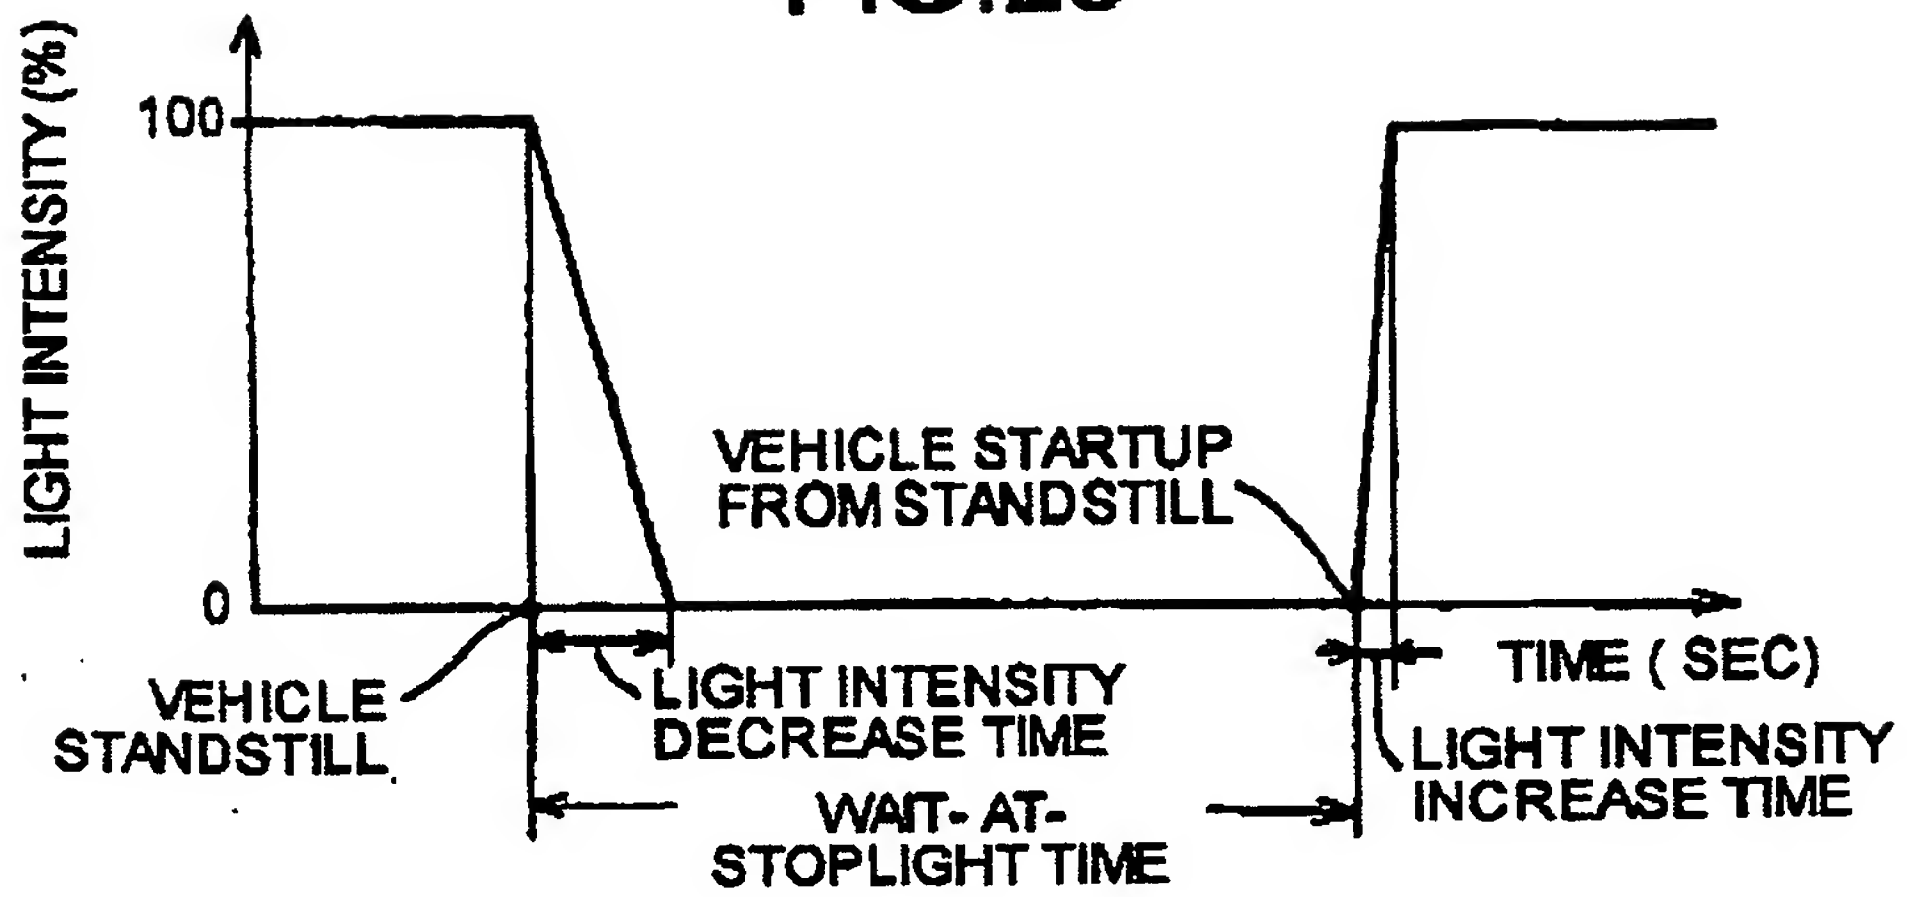 LIGHT INTENSITY (%)
100
0
VEHICLE STARTUP
FROM STANDSTILL
VEHICLE
STANDSTILL
LIGHT INTENSITY
DECREASE TIME
TIME ( SEC)
LIGHT INTENSITY
INCREASE TIME
WAIT- AT-
STOPLIGHT TIME